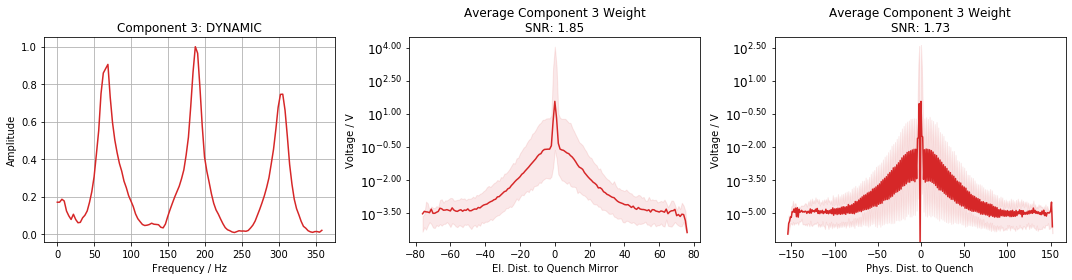 Component 3: DYNAMIC
Amplitude
1.0
0.8
0.6
0.4
0.2
0.0
0 50 100 150 200 250 300 350
Frequency / Hz
Average Component 3 Weight
SNR: 1.85
Voltage / V
10^4.00
10^2.50
10^1.00
10^−0.50
10^−2.00
10^−3.50
−80 −60 −40 −20 0 20 40 60 80
El. Dist. to Quench Mirror
Average Component 3 Weight
SNR: 1.73
Voltage / V
10^2.50
10^1.00
10^−0.50
10^−2.00
10^−3.50
10^−5.00
−150 −100 −50 0 50 100 150
Phys. Dist. to Quench